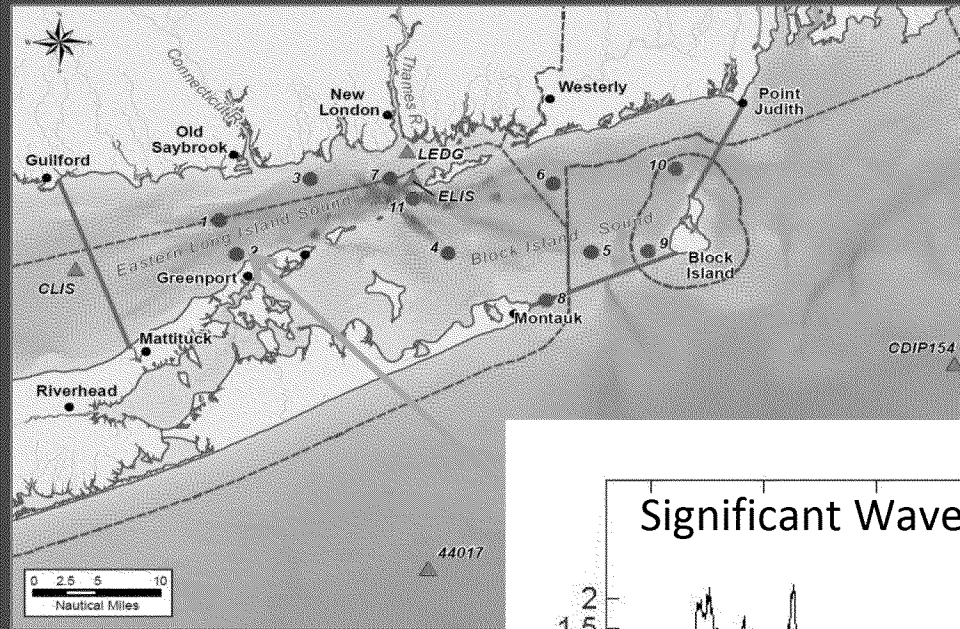 Connecticut R.
Thames R.
New
London
Westerly
Point
Judith
Old
Saybrook
Guilford
LEDG
3
7
6
10
ELIS
11
1
Eastern Long Island Sound
2
4
Block Island Sound
5
9
Block
Island
CLIS
Greenport
8
Montauk
Mattituck
CDIP154
Riverhead
44017
0 2.5 5 10
Nautical Miles
Significant Wave
2
1.5